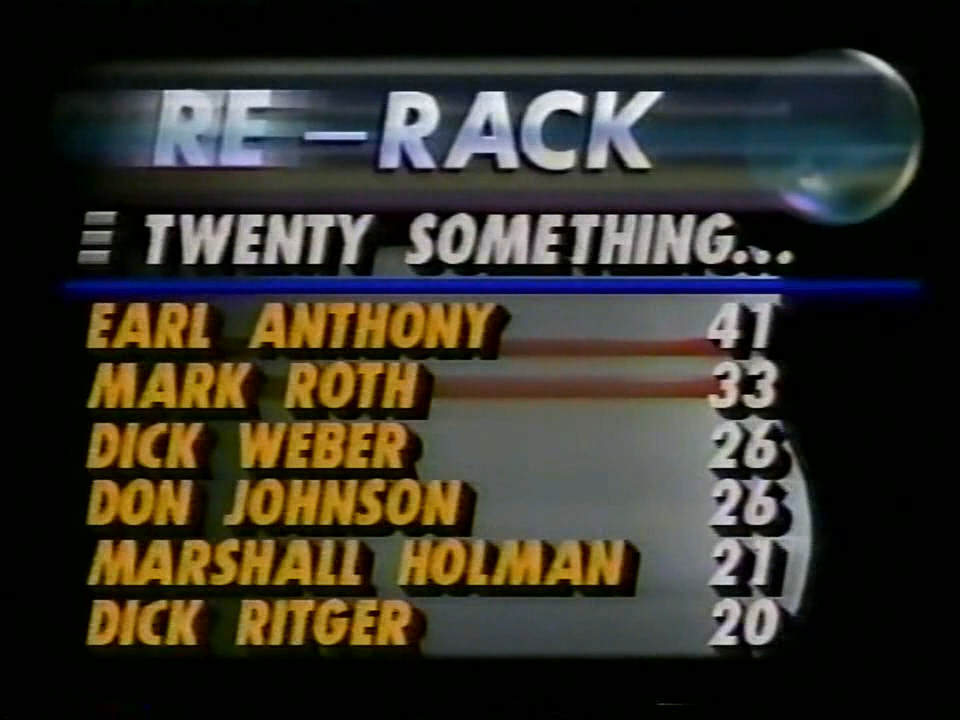 RE-RACK
TWENTY SOMETHING...
EARL ANTHONY 41
MARK ROTH 33
DICK WEBER 26
DON JOHNSON 26
MARSHALL HOLMAN 21
DICK RITGER 20